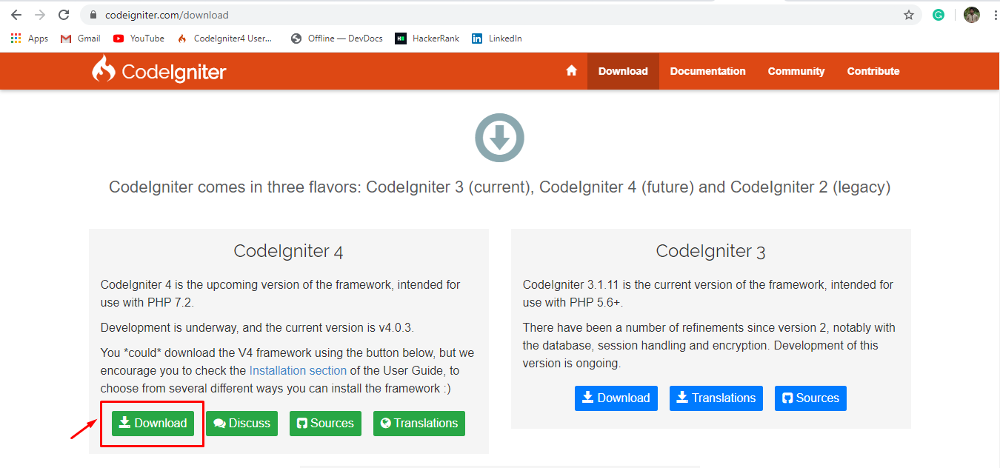 codeigniter.com/download
Apps Gmail YouTube CodeIgniter4 User... Offline — DevDocs HackerRank LinkedIn
CodeIgniter Download Documentation Community Contribute
CodeIgniter comes in three flavors: CodeIgniter 3 (current), CodeIgniter 4 (future) and CodeIgniter 2 (legacy)
CodeIgniter 4
CodeIgniter 4 is the upcoming version of the framework, intended for
use with PHP 7.2.
Development is underway, and the current version is v4.0.3.
You *could* download the V4 framework using the button below, but we
encourage you to check the Installation section of the User Guide, to
choose from several different ways you can install the framework :)
Download Discuss Sources Translations
CodeIgniter 3
CodeIgniter 3.1.11 is the current version of the framework, intended for
use with PHP 5.6+.
There have been a number of refinements since version 2, notably with
the database, session handling and encryption. Development of this
version is ongoing.
Download Translations Sources